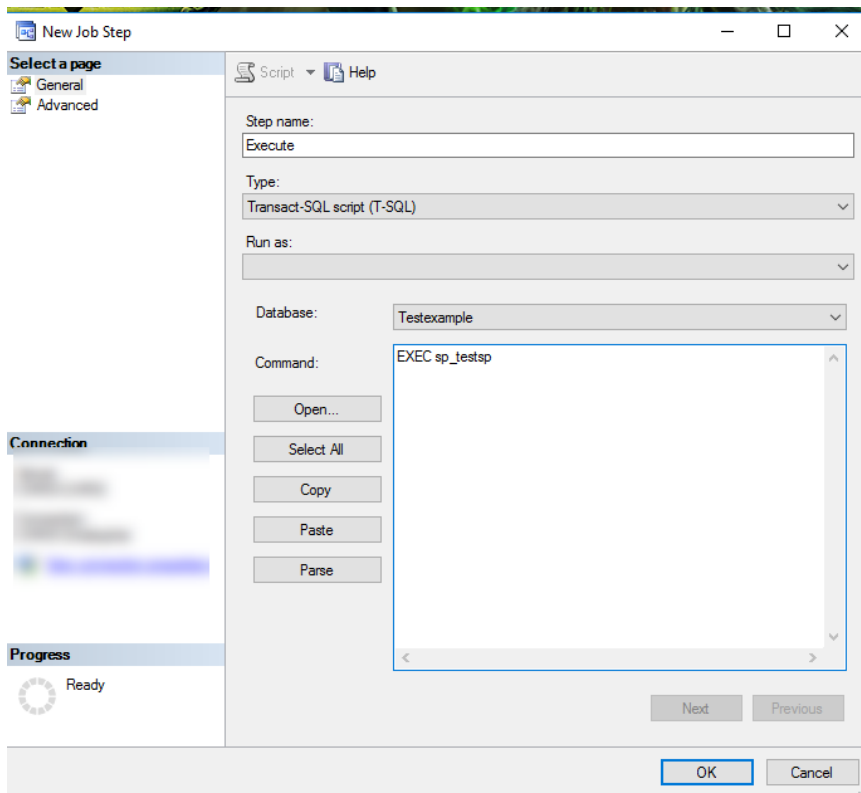 New Job Step
Select a page
General
Advanced
Script
Help
Step name:
Execute
Type:
Transact-SQL script (T-SQL)
Run as:
Database:
Testexample
Command:
EXEC sp_testsp
Open...
Select All
Copy
Paste
Parse
Connection
Progress
Ready
Next
Previous
OK
Cancel